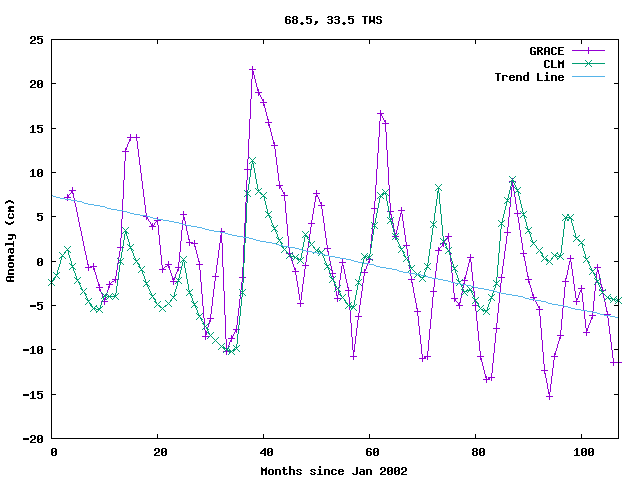 68.5, 33.5 TWS
GRACE
CLM
Trend Line
25
20
15
10
5
0
-5
-10
-15
-20
Anomaly (cm)
0 20 40 60 80 100
Months since Jan 2002